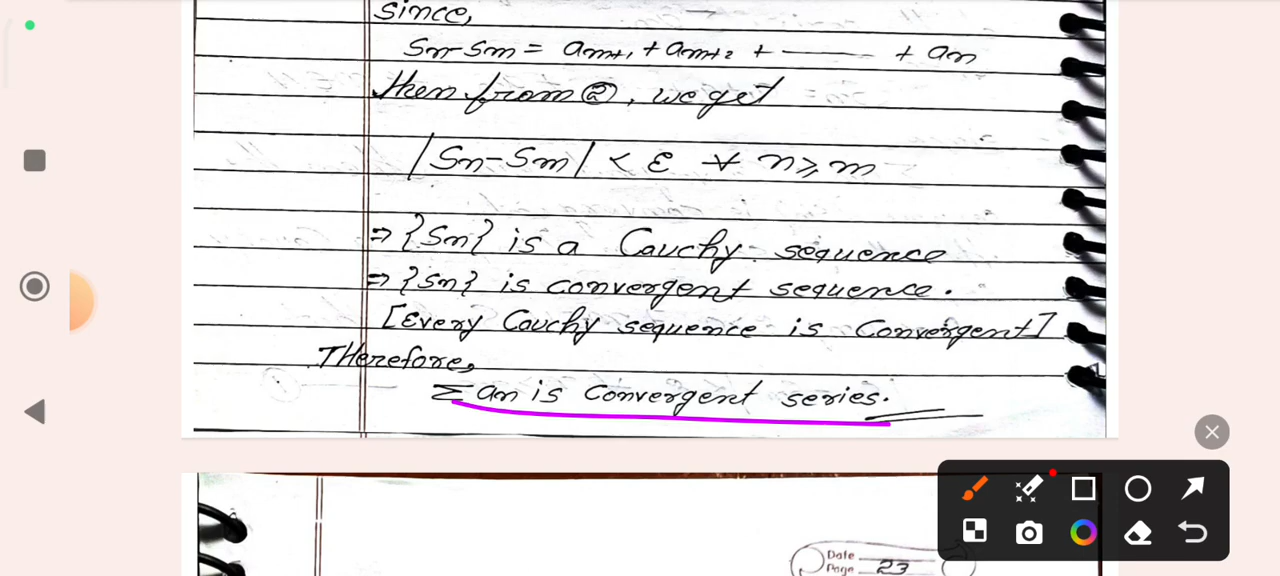 since,
Sn-Sm = am+1 + am+2 + ——— + an
then from ②, we get
|Sn-Sm| < ε ∀ n≥m
⇒ {Sn} is a Cauchy sequence
⇒ {Sn} is convergent sequence.
[Every Cauchy sequence is Convergent]
THerefore,
Σ an is Convergent series.
Date
Page 23